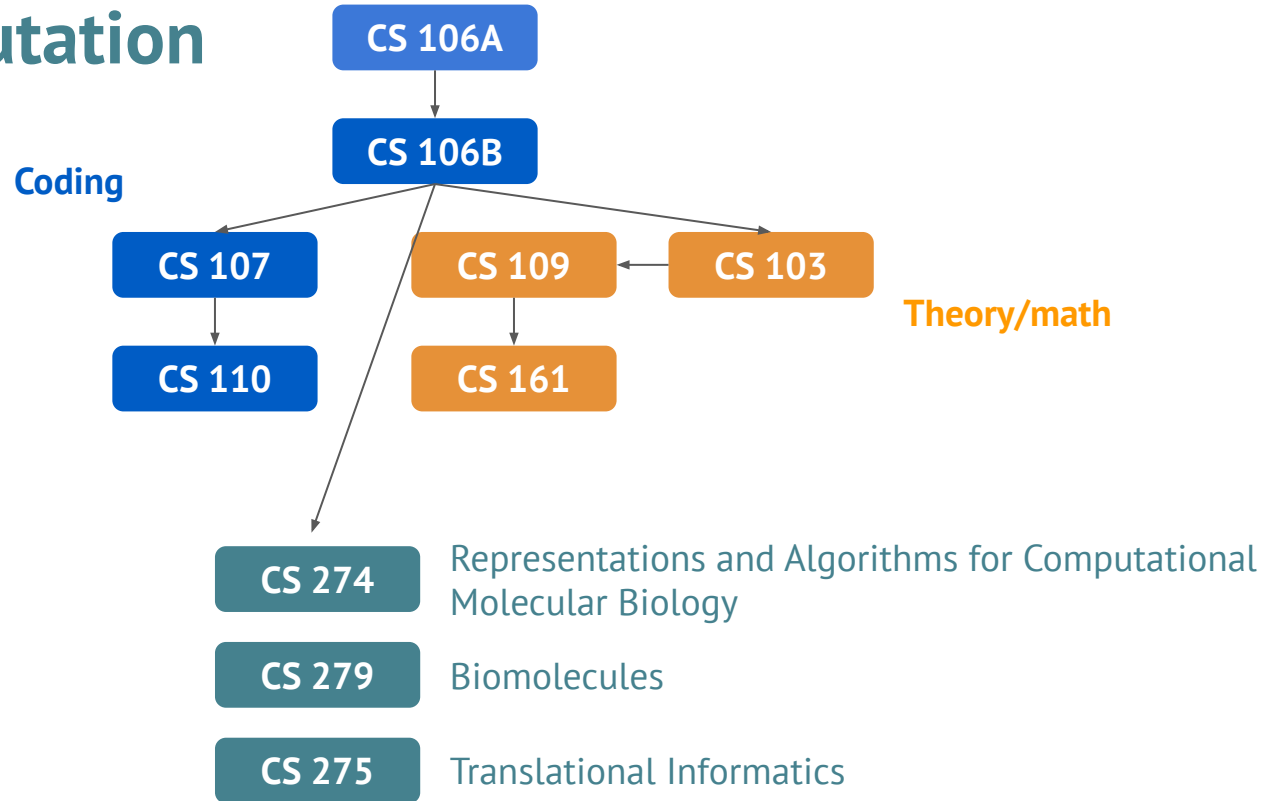 utation
CS 106A
CS 106B
Coding
CS 107
CS 109
CS 103
Theory/math
CS 110
CS 161
CS 274
Representations and Algorithms for Computational
Molecular Biology
CS 279
Biomolecules
CS 275
Translational Informatics